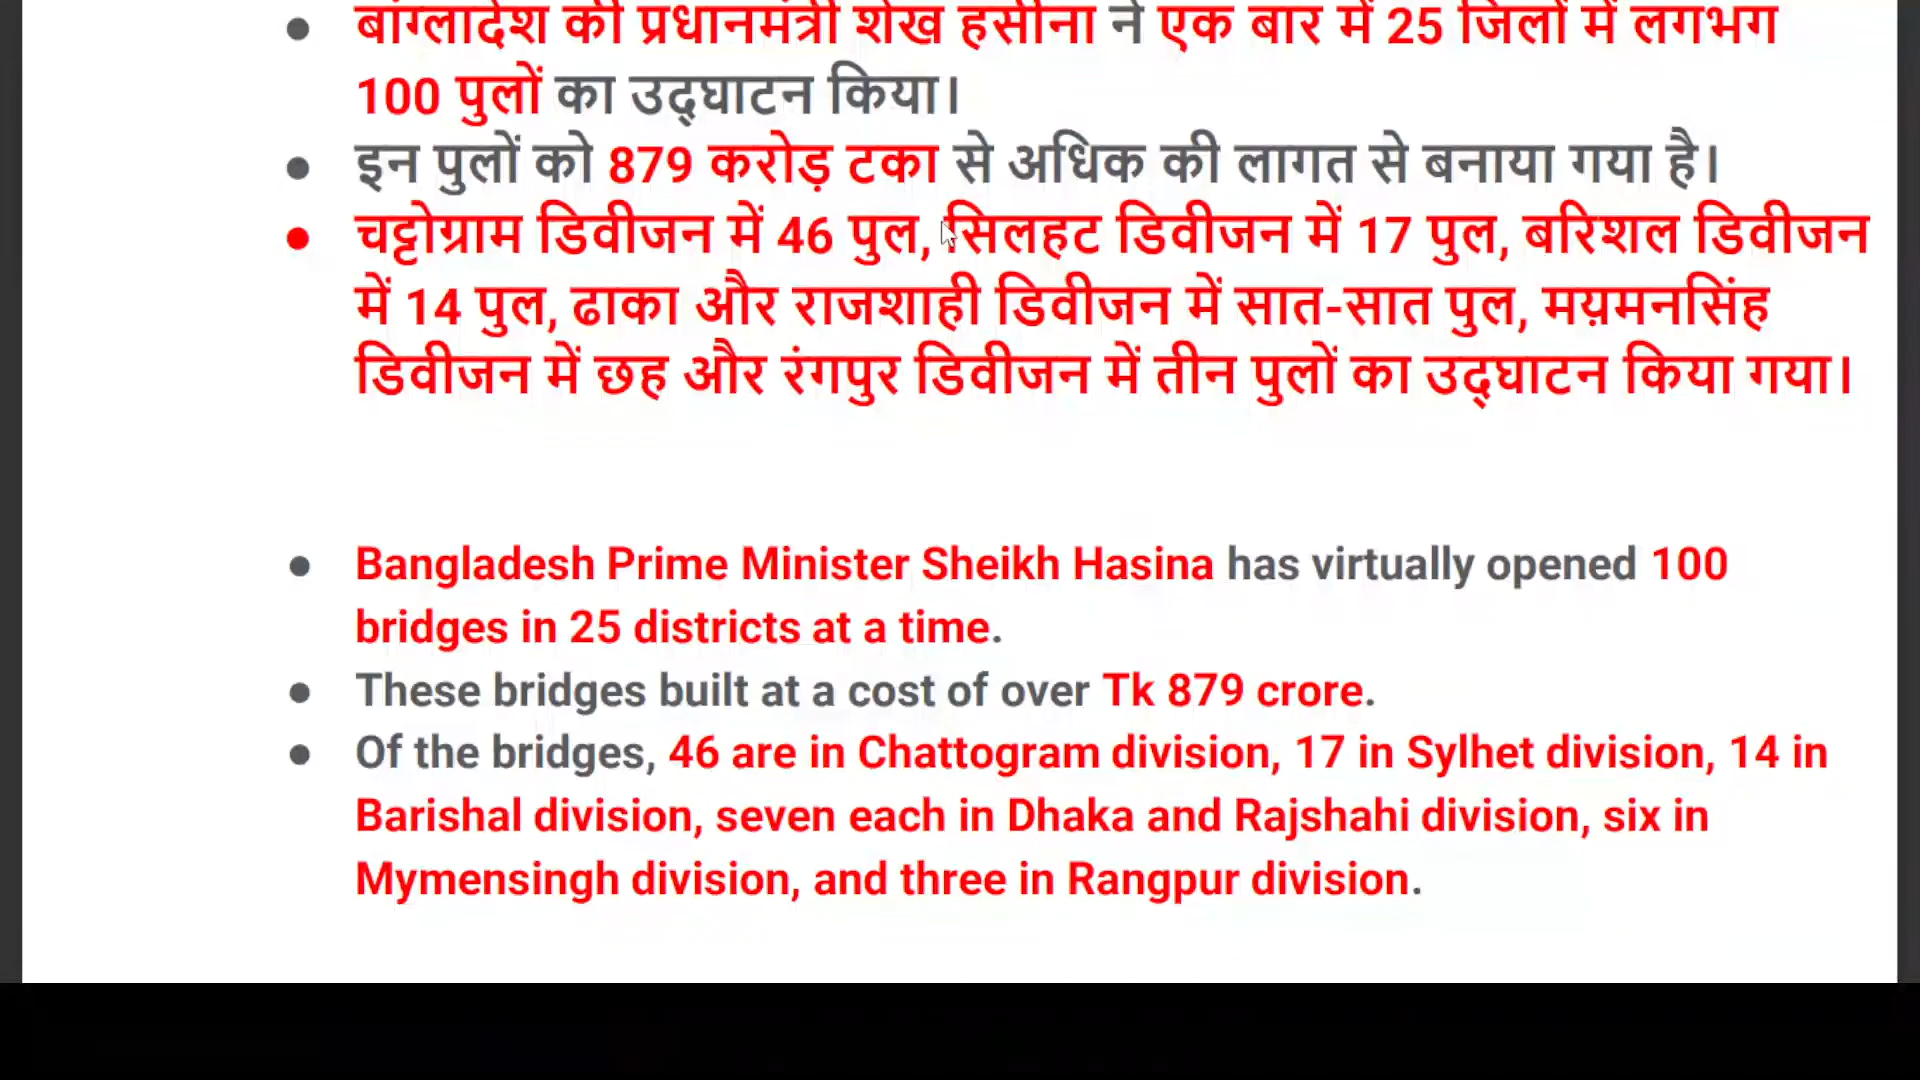 बांग्लादेश की प्रधानमंत्री शेख हसीना ने एक बार में 25 जिलों में लगभग
100 पुलों का उद्घाटन किया।
इन पुलों को 879 करोड़ टका से अधिक की लागत से बनाया गया है।
चट्टोग्राम डिवीजन में 46 पुल, सिलहट डिवीजन में 17 पुल, बरिशल डिवीजन
में 14 पुल, ढाका और राजशाही डिवीजन में सात-सात पुल, मय़मनसिंह
डिवीजन में छह और रंगपुर डिवीजन में तीन पुलों का उद्घाटन किया गया।
Bangladesh Prime Minister Sheikh Hasina has virtually opened 100
bridges in 25 districts at a time.
These bridges built at a cost of over Tk 879 crore.
Of the bridges, 46 are in Chattogram division, 17 in Sylhet division, 14 in
Barishal division, seven each in Dhaka and Rajshahi division, six in
Mymensingh division, and three in Rangpur division.